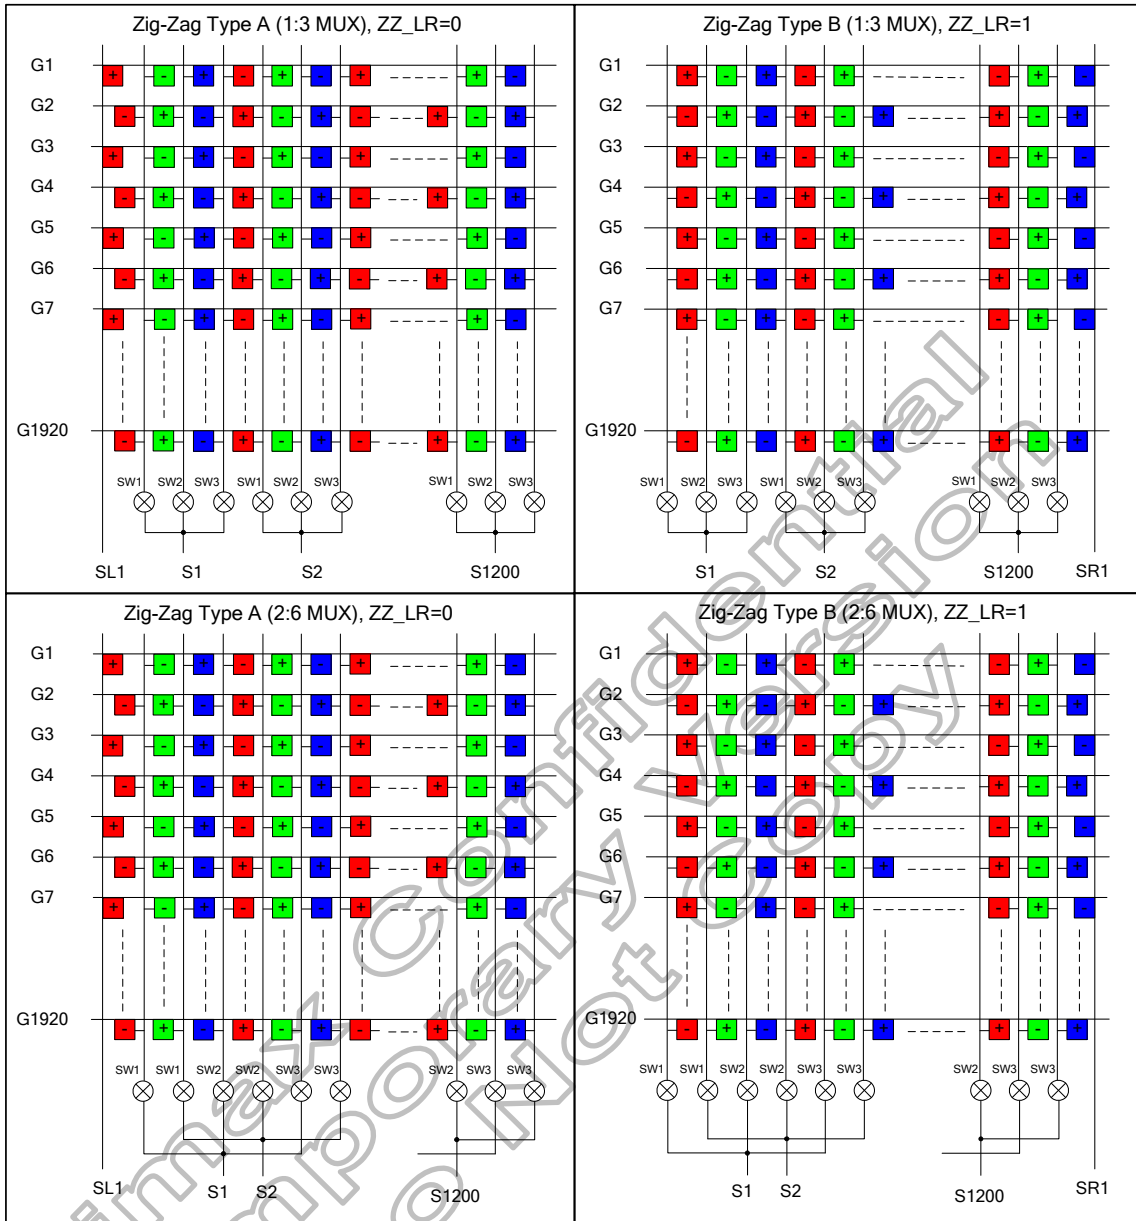 Zig-Zag Type A (1:3 MUX), ZZ_LR=0
G1 + - + - + - + + -
G2 - + - + - + - + - +
G3 + - + - + - + + -
G4 - + - + - + - + - +
G5 + - + - + - + + -
G6 - + - + - + - + - +
G7 + - + - + - + + -
G1920 - + - + - + - + - +
SW1 SW2 SW3 SW1 SW2 SW3 SW1 SW2 SW3
SL1 S1 S2 S1200
Zig-Zag Type B (1:3 MUX), ZZ_LR=1
G1 + - + - + - + -
G2 - + - + - + + - +
G3 + - + - + - + -
G4 - + - + - + + - +
G5 + - + - + - + -
G6 - + - + - + + - +
G7 + - + - + - + -
G1920 - + - + - + + - +
SW1 SW2 SW3 SW1 SW2 SW3 SW1 SW2 SW3
S1 S2 S1200 SR1
Zig-Zag Type A (2:6 MUX), ZZ_LR=0
G1 + - + - + - + + -
G2 - + - + - + - + - +
G3 + - + - + - + + -
G4 - + - + - + - + - +
G5 + - + - + - + + -
G6 - + - + - + - + - +
G7 + - + - + - + + -
G1920 - + - + - + - + - +
SW1 SW1 SW2 SW2 SW3 SW3 SW2 SW3 SW3
SL1 S1 S2 S1200
Zig-Zag Type B (2:6 MUX), ZZ_LR=1
G1 + - + - + - + -
G2 - + - + - + + - +
G3 + - + - + - + -
G4 - + - + - + + - +
G5 + - + - + - + -
G6 - + - + - + + - +
G7 + - + - + - + -
G1920 - + - + - + + - +
SW1 SW1 SW2 SW2 SW3 SW3 SW2 SW3 SW3
S1 S2 S1200 SR1
imax Confidential
mporary Version
o Not Copy